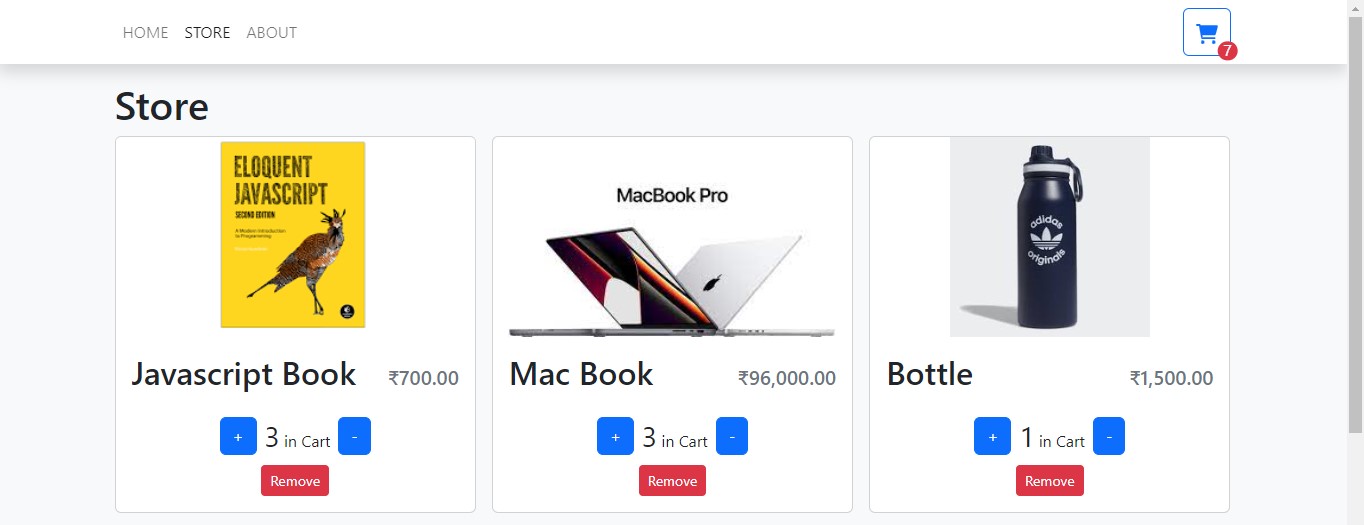 HOME STORE ABOUT
7
Store
ELOQUENT
JAVASCRIPT
SECOND EDITION
A Modern Introduction
to Programming
MacBook Pro
adidas
originals
Javascript Book ₹700.00
Mac Book ₹96,000.00
Bottle ₹1,500.00
+ 3 in Cart -
Remove
+ 3 in Cart -
Remove
+ 1 in Cart -
Remove